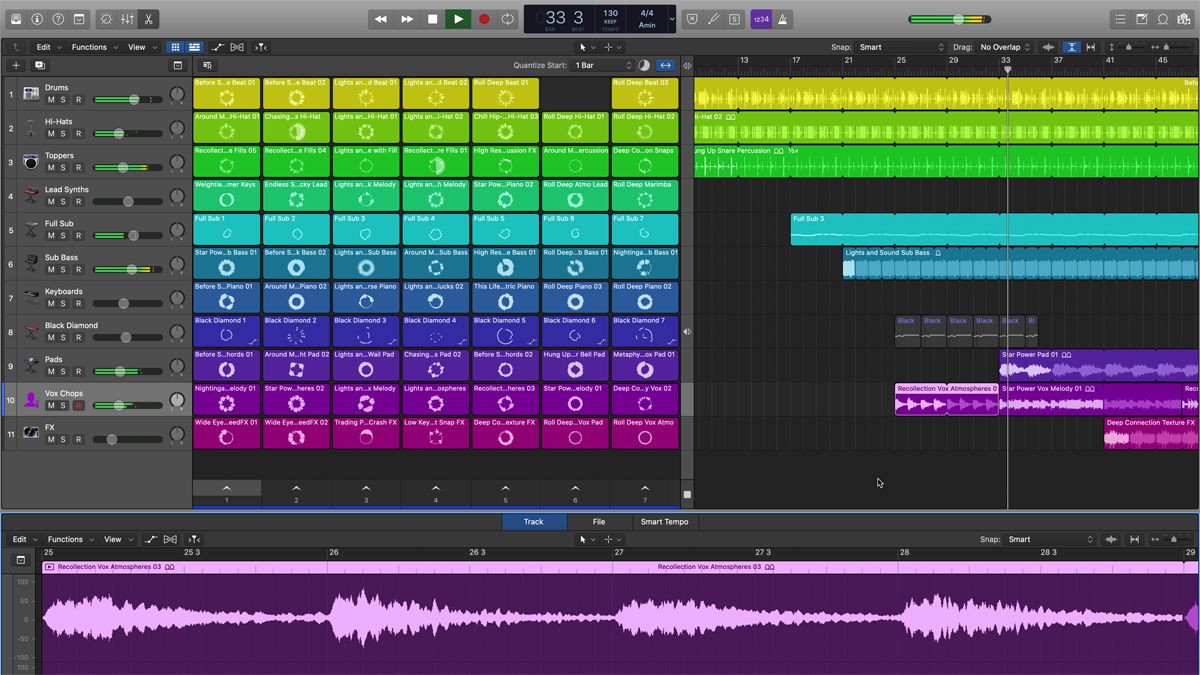 33 3
BAR BEAT
130
KEEP
TEMPO
4/4
Amin
1234
Edit Functions View
Snap: Smart Drag: No Overlap
Quantize Start: 1 Bar
13 17 21 25 29 33 37 41 45
1 Drums
M S R
Before S...e Beat 01 Before S...e Beat 02 Lights an...d Beat 01 Lights an...d Beat 02 Roll Deep Beat 01 Roll Deep Beat 02
Befo
2 Hi-Hats
M S R
Around M...Hi-Hat 01 Chasing...s Hi-Hat Lights an...Hi-Hat 01 Lights an...i-Hat 02 Chill Hip-...Hi-Hat 03 Roll Deep Hi-Hat 01 Roll Deep Hi-Hat 02
Hi-Hat 02
3 Toppers
M S R
Recollect...e Fills 05 Recollect...e Fills 04 Lights an...e with Fill Lights an...re Fills 01 High Res...ussion FX Around M...ercussion Deep Co...on Snaps
ung Up Snare Percussion ½×
4 Lead Synths
M S R
Weightle...mer Keys Endless S...cky Lead Lights an...k Melody Lights an...h Melody Star Pow...Piano 02 Roll Deep Atmo Lead Roll Deep Marimba
5 Full Sub
M S R
Full Sub 1 Full Sub 2 Full Sub 3 Full Sub 4 Full Sub 5 Full Sub 6 Full Sub 7
Full Sub 3
6 Sub Bass
M S R
Star Pow...b Bass 01 Before S...k Bass 02 Lights an...Sub Bass Around M...Sub Bass High Res...e Bass 01 Roll Deep...b Bass 01 Nightinga...b Bass 01
Lights and Sound Sub Bass
7 Keyboards
M S R
Before S...Piano 01 Around M...Piano 02 Lights an...rse Piano Lights an...lucks 02 This Life...tric Piano Roll Deep Piano 03 Roll Deep Piano 02
8 Black Diamond
M S R
Black Diamond 1 Black Diamond 2 Black Diamond 3 Black Diamond 4 Black Diamond 5 Black Diamond 6 Black Diamond 7
Black Black Black Black Black Bl
9 Pads
M S R
Before S...hords 01 Around M...ht Pad 02 Lights an...Wail Pad Chasing...s Pad 02 Before S...hords 02 Hung Up...r Bell Pad Metaphy...ox Pad 01
Star Power Pad 01
10 Vox Chops
M S R
Nightinga...elody 01 Star Pow...heres 02 Lights an...x Melody Lights an...ospheres Recollect...heres 03 Star Pow...elody 01 Deep Co...y Vox 02
Recollection Vox Atmospheres 0 Star Power Vox Melody 01 Reco
11 FX
M S R
Wide Eye...eedFX 01 Wide Eye...eedFX 02 Trading P...Crash FX Low Key...t Snap FX Deep Co...exture FX Roll Deep...Vox Pad Roll Deep Vox Atmo
Deep Connection Texture FX
1 2 3 4 5 6 7
Track File Smart Tempo
Edit Functions View
Snap: Smart
25 25 3 26 26 3 27 27 3 28 28 3 29
Recollection Vox Atmospheres 03 Recollection Vox Atmospheres 03
100
50
0
-50
-100
100